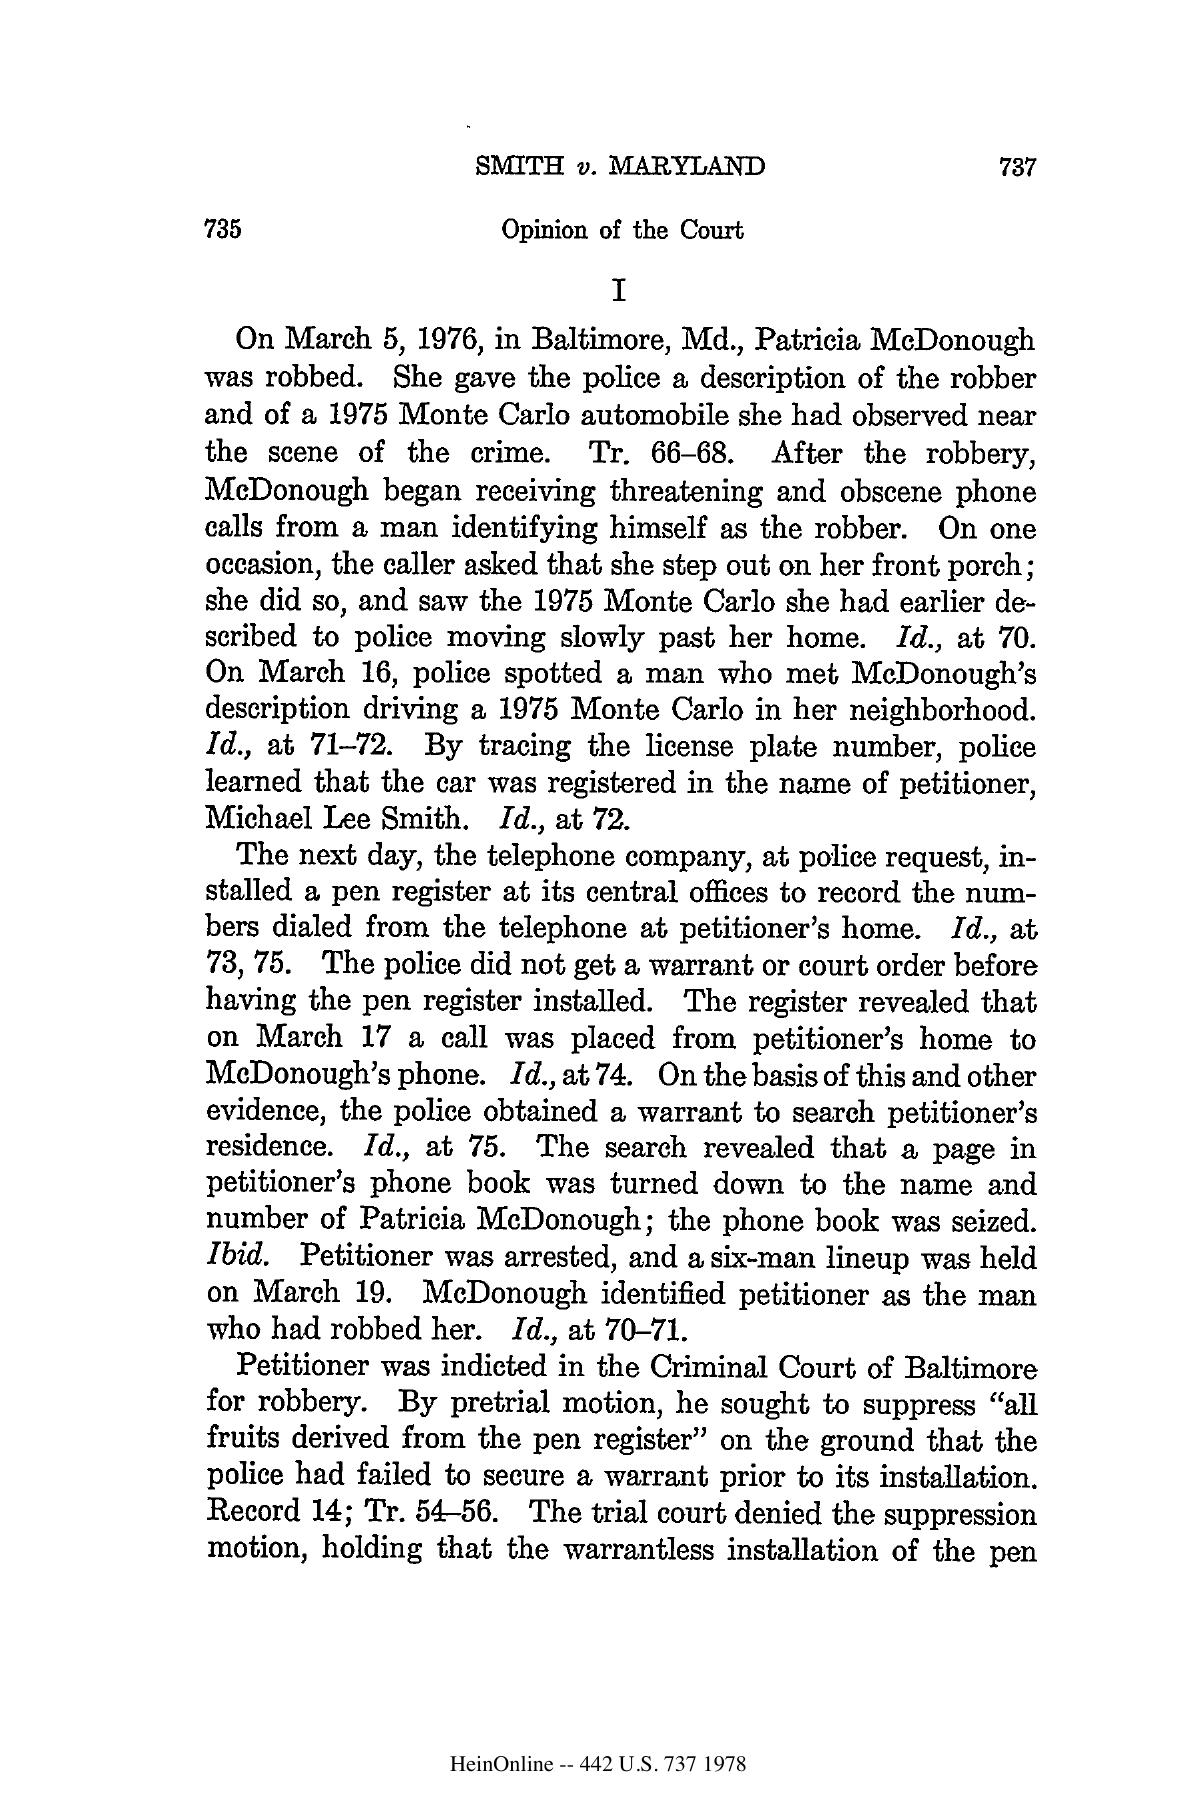 SMITH v. MARYLAND 737
735 Opinion of the Court
I
On March 5, 1976, in Baltimore, Md., Patricia McDonough
was robbed. She gave the police a description of the robber
and of a 1975 Monte Carlo automobile she had observed near
the scene of the crime. Tr. 66–68. After the robbery,
McDonough began receiving threatening and obscene phone
calls from a man identifying himself as the robber. On one
occasion, the caller asked that she step out on her front porch;
she did so, and saw the 1975 Monte Carlo she had earlier de-
scribed to police moving slowly past her home. Id., at 70.
On March 16, police spotted a man who met McDonough's
description driving a 1975 Monte Carlo in her neighborhood.
Id., at 71–72. By tracing the license plate number, police
learned that the car was registered in the name of petitioner,
Michael Lee Smith. Id., at 72.
The next day, the telephone company, at police request, in-
stalled a pen register at its central offices to record the num-
bers dialed from the telephone at petitioner's home. Id., at
73, 75. The police did not get a warrant or court order before
having the pen register installed. The register revealed that
on March 17 a call was placed from petitioner's home to
McDonough's phone. Id., at 74. On the basis of this and other
evidence, the police obtained a warrant to search petitioner's
residence. Id., at 75. The search revealed that a page in
petitioner's phone book was turned down to the name and
number of Patricia McDonough; the phone book was seized.
Ibid. Petitioner was arrested, and a six-man lineup was held
on March 19. McDonough identified petitioner as the man
who had robbed her. Id., at 70–71.
Petitioner was indicted in the Criminal Court of Baltimore
for robbery. By pretrial motion, he sought to suppress "all
fruits derived from the pen register" on the ground that the
police had failed to secure a warrant prior to its installation.
Record 14; Tr. 54–56. The trial court denied the suppression
motion, holding that the warrantless installation of the pen
HeinOnline -- 442 U.S. 737 1978